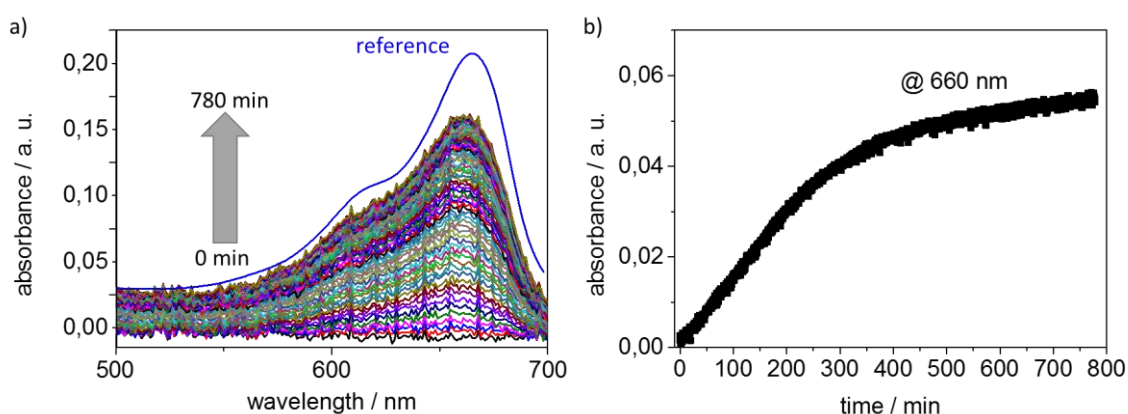 a)
reference
780 min
0 min
0,20
0,15
0,10
0,05
0,00
absorbance / a. u.
500
600
700
wavelength / nm
b)
@ 660 nm
0,06
0,04
0,02
0,00
absorbance / a. u.
0 100 200 300 400 500 600 700 800
time / min